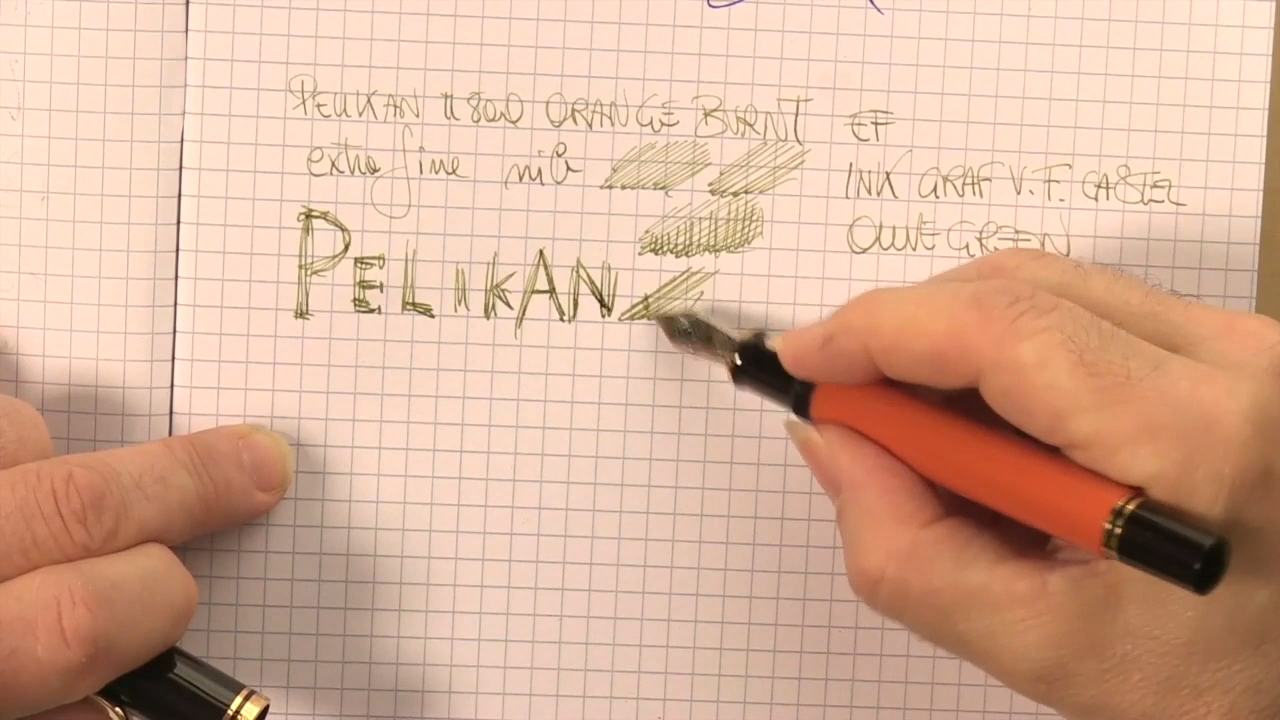 PELIKAN M800 ORANGE BURNT EF
extra fine nib INK GRAF V. F. CASTEL
OLIVE GREEN
PELIKAN